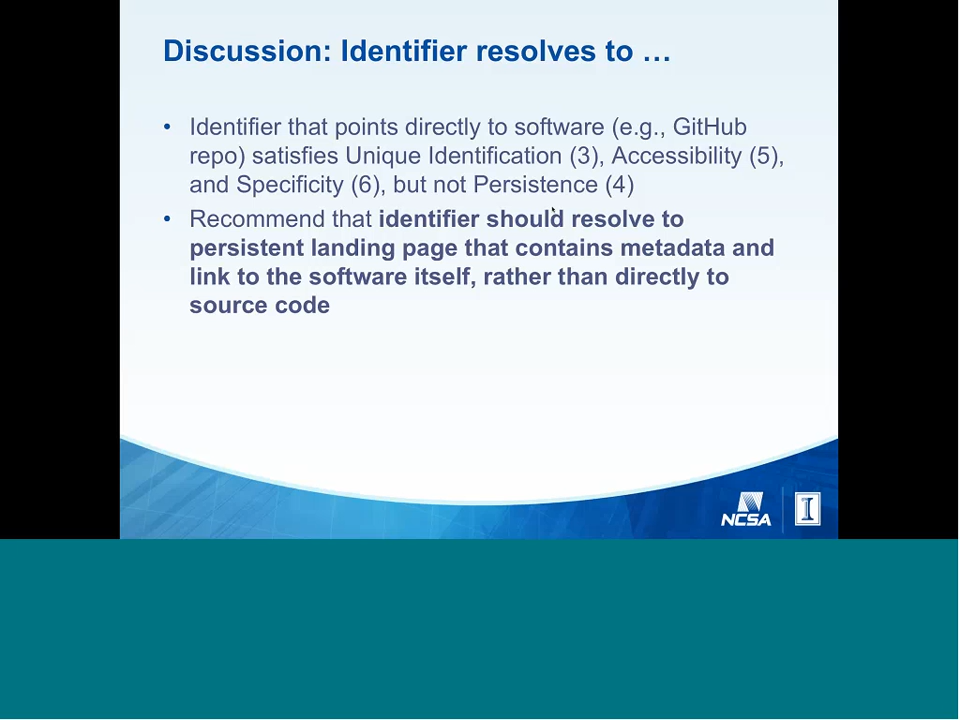 Discussion: Identifier resolves to …
• Identifier that points directly to software (e.g., GitHub
repo) satisfies Unique Identification (3), Accessibility (5),
and Specificity (6), but not Persistence (4)
• Recommend that identifier should resolve to
persistent landing page that contains metadata and
link to the software itself, rather than directly to
source code
NCSA
I